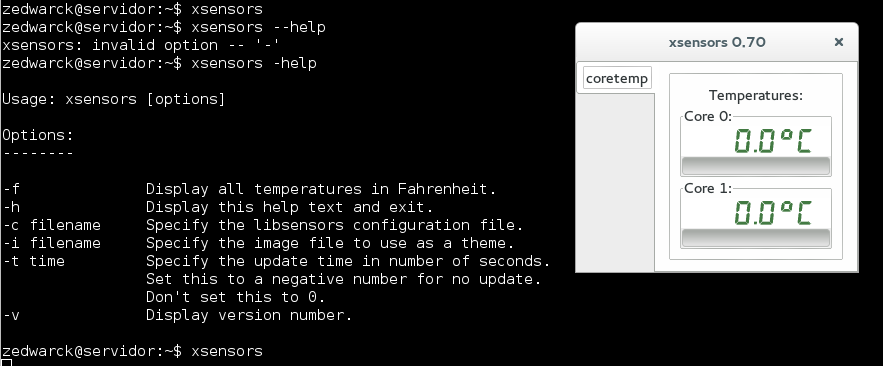 zedwarck@servidor:~$ xsensors
zedwarck@servidor:~$ xsensors --help
xsensors: invalid option -- '-'
zedwarck@servidor:~$ xsensors -help
Usage: xsensors [options]
Options:
--------
-f Display all temperatures in Fahrenheit.
-h Display this help text and exit.
-c filename Specify the libsensors configuration file.
-i filename Specify the image file to use as a theme.
-t time Specify the update time in number of seconds.
Set this to a negative number for no update.
Don't set this to 0.
-v Display version number.
zedwarck@servidor:~$ xsensors
xsensors 0.70 ×
coretemp
Temperatures:
Core 0:
0.0°C
Core 1:
0.0°C